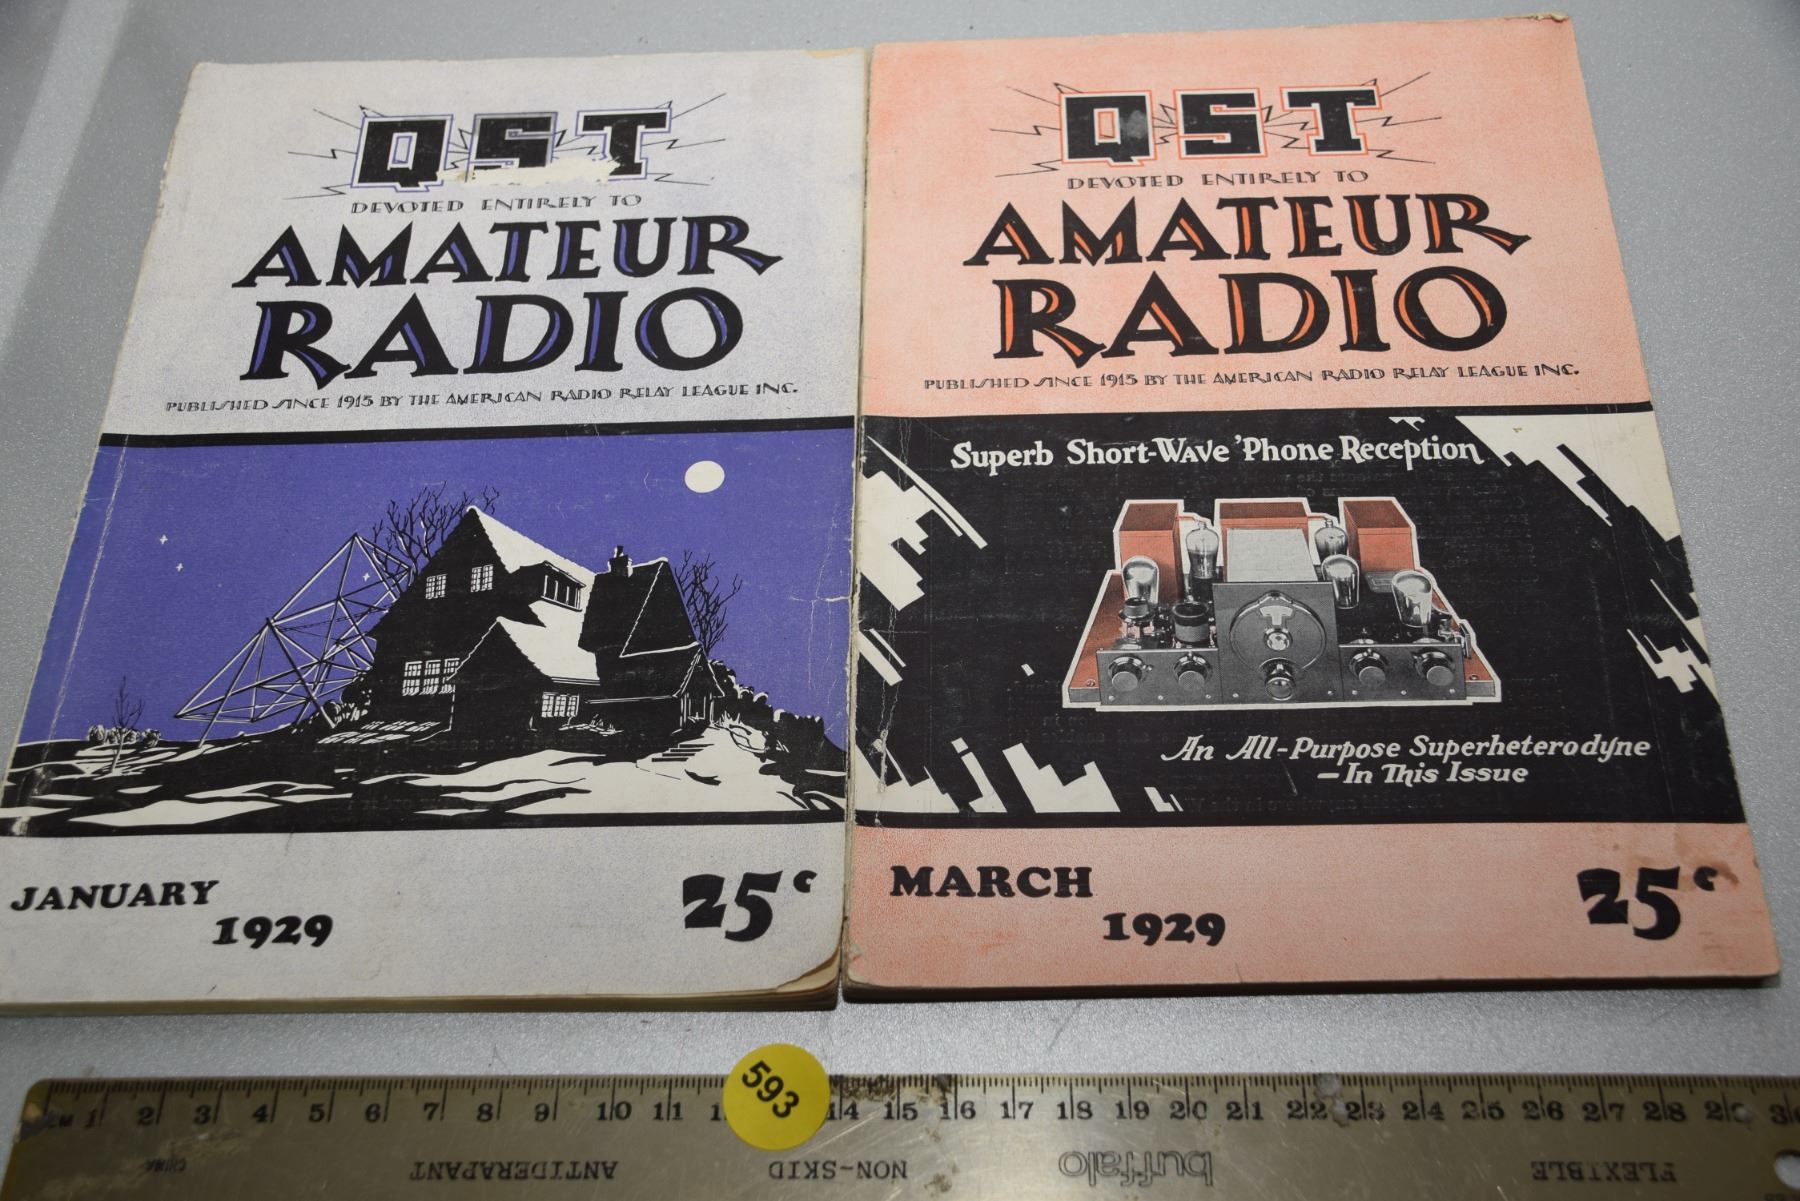 QST
DEVOTED ENTIRELY TO
AMATEUR
RADIO
PUBLISHED SINCE 1915 BY THE AMERICAN RADIO RELAY LEAGUE INC.
JANUARY
1929
25c
QST
DEVOTED ENTIRELY TO
AMATEUR
RADIO
PUBLISHED SINCE 1915 BY THE AMERICAN RADIO RELAY LEAGUE INC.
Superb Short-Wave 'Phone Reception
An All-Purpose Superheterodyne
—In This Issue
MARCH
1929
25c
593
1 2 3 4 5 6 7 8 9 10 11 14 15 16 17 18 19 20 21 22 23 24 25 26 27 28
CHINA ANTIDERAPANT NON-SKID buffalo FLEXIBLE